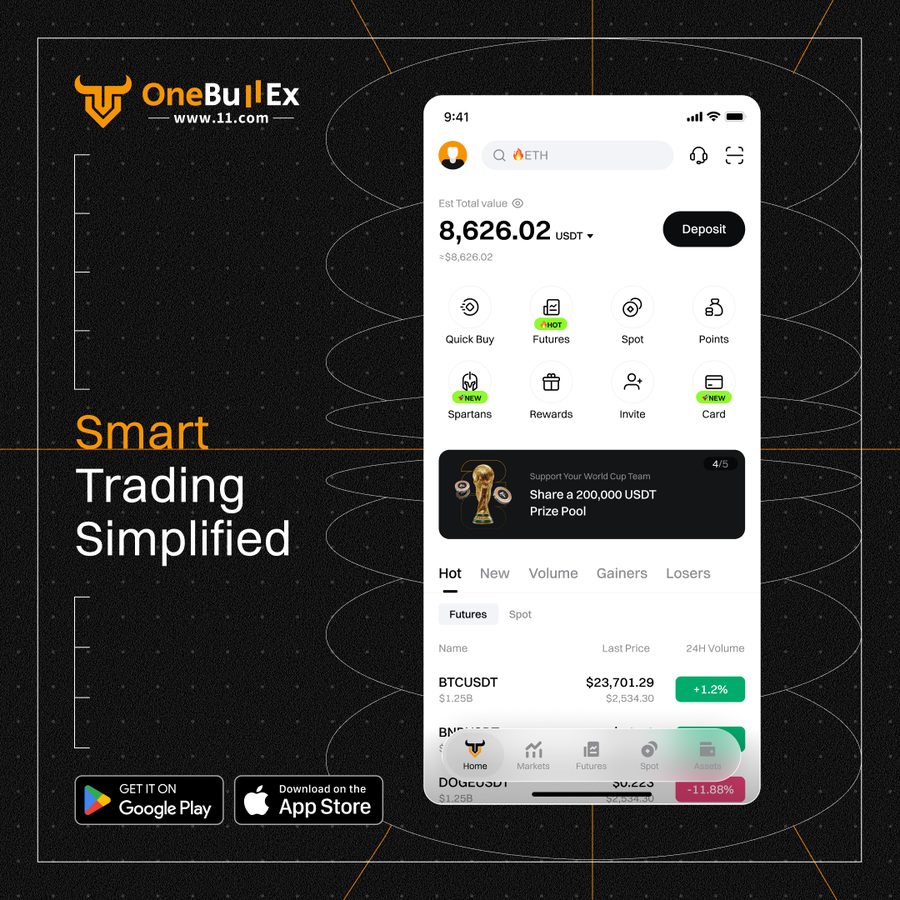 OneBullEx
www.11.com
Smart
Trading
Simplified
GET IT ON
Google Play
Download on the
App Store
9:41
🔥ETH
Est Total value
8,626.02 USDT
Deposit
≈$8,626.02
Quick Buy
🔥HOT
Futures
Spot
Points
NEW
Spartans
Rewards
Invite
NEW
Card
4/5
Support Your World Cup Team
Share a 200,000 USDT
Prize Pool
Hot New Volume Gainers Losers
Futures Spot
Name Last Price 24H Volume
BTCUSDT $23,701.29 +1.2%
$1.25B $2,534.30
Home Markets Futures Spot Assets
DOGEUSDT $0.223 -11.88%
$1.25B $2,534.30